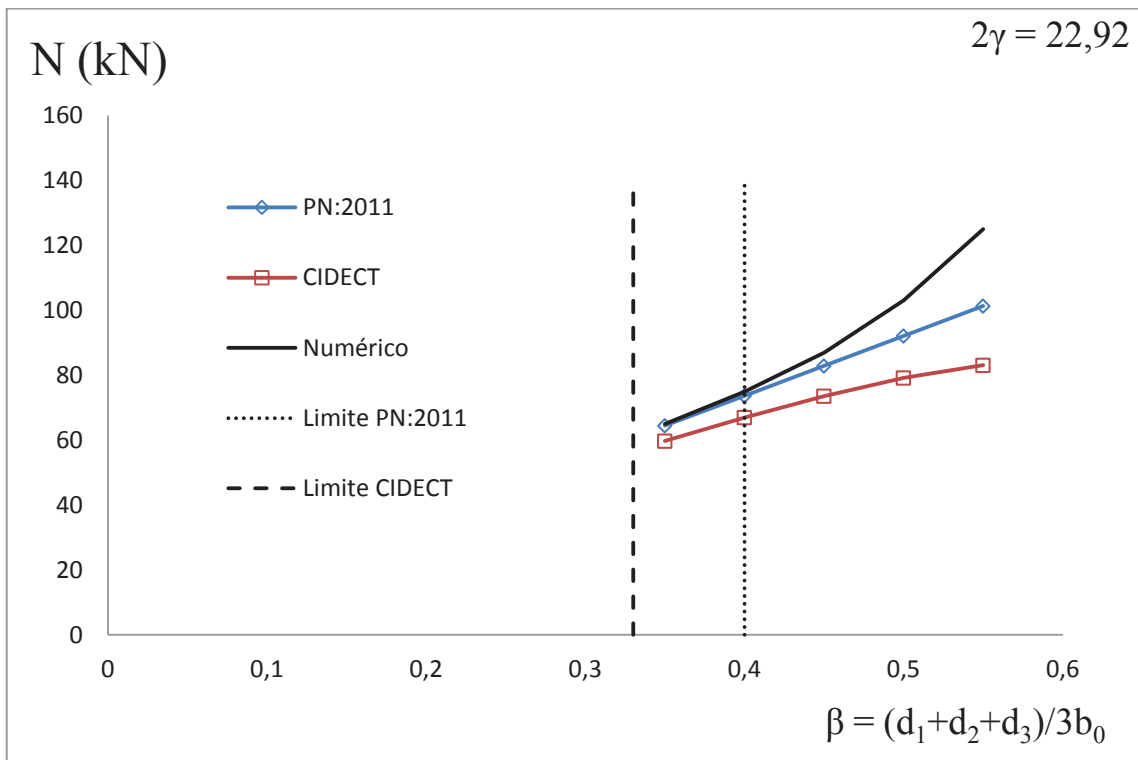 2γ = 22,92
N (kN)
160
140
120
100
80
60
40
20
0
PN:2011
CIDECT
Numérico
Limite PN:2011
Limite CIDECT
0 0,1 0,2 0,3 0,4 0,5 0,6
β = (d₁+d₂+d₃)/3b₀